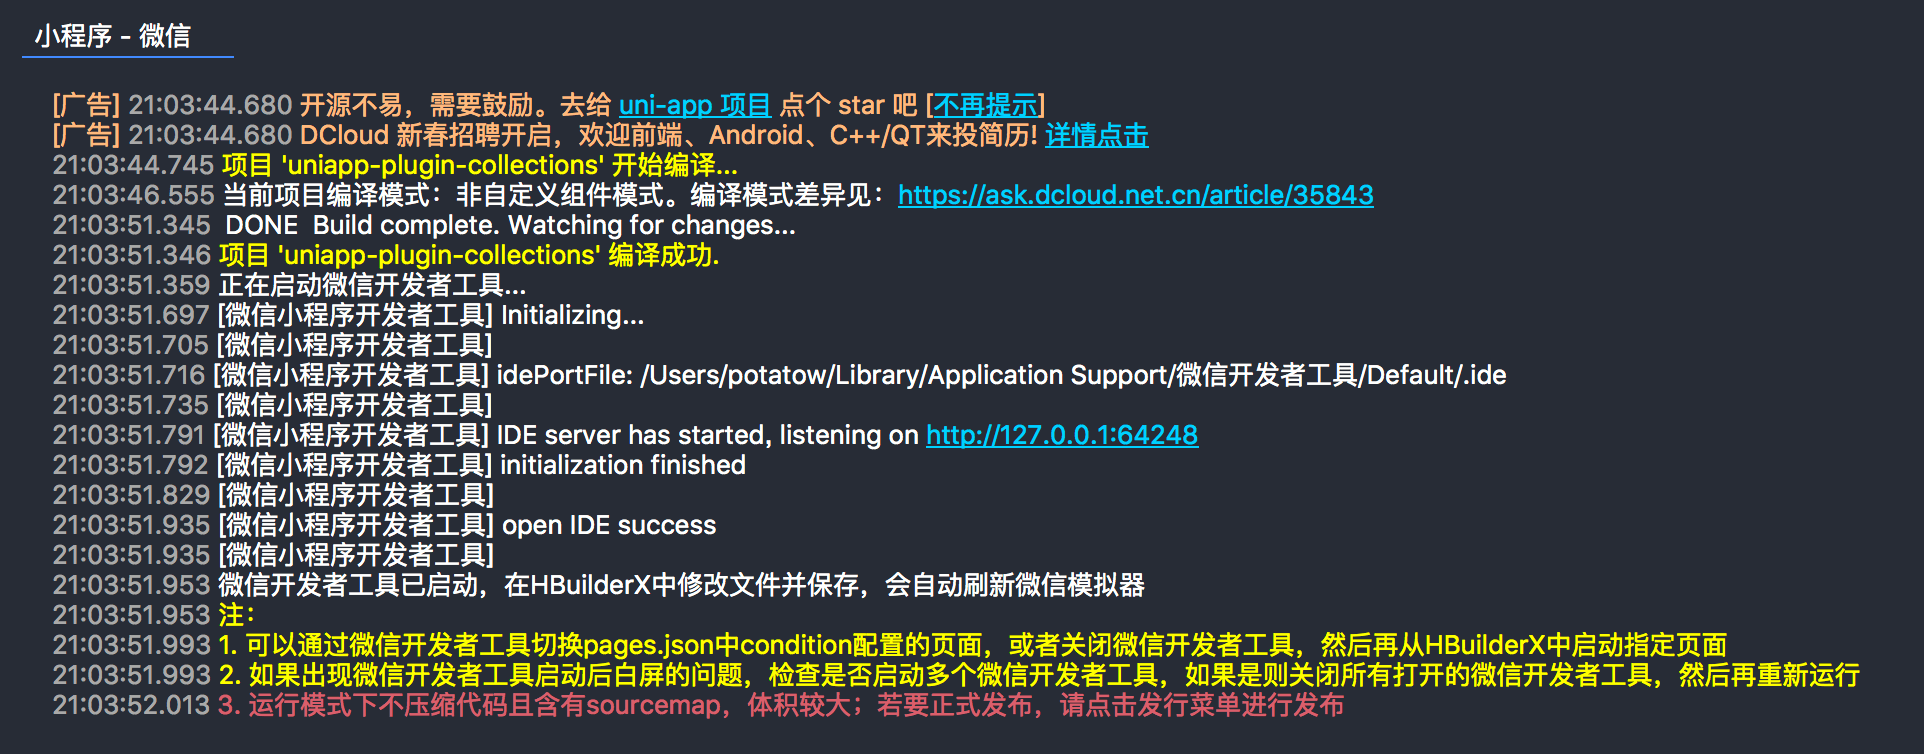 小程序 - 微信
[广告] 21:03:44.680 开源不易，需要鼓励。去给 uni-app 项目 点个 star 吧 [不再提示]
[广告] 21:03:44.680 DCloud 新春招聘开启，欢迎前端、Android、C++/QT来投简历! 详情点击
21:03:44.745 项目 'uniapp-plugin-collections' 开始编译...
21:03:46.555 当前项目编译模式：非自定义组件模式。编译模式差异见：https://ask.dcloud.net.cn/article/35843
21:03:51.345  DONE  Build complete. Watching for changes...
21:03:51.346 项目 'uniapp-plugin-collections' 编译成功.
21:03:51.359 正在启动微信开发者工具...
21:03:51.697 [微信小程序开发者工具] Initializing...
21:03:51.705 [微信小程序开发者工具]
21:03:51.716 [微信小程序开发者工具] idePortFile: /Users/potatow/Library/Application Support/微信开发者工具/Default/.ide
21:03:51.735 [微信小程序开发者工具]
21:03:51.791 [微信小程序开发者工具] IDE server has started, listening on http://127.0.0.1:64248
21:03:51.792 [微信小程序开发者工具] initialization finished
21:03:51.829 [微信小程序开发者工具]
21:03:51.935 [微信小程序开发者工具] open IDE success
21:03:51.935 [微信小程序开发者工具]
21:03:51.953 微信开发者工具已启动，在HBuilderX中修改文件并保存，会自动刷新微信模拟器
21:03:51.953 注：
21:03:51.993 1. 可以通过微信开发者工具切换pages.json中condition配置的页面，或者关闭微信开发者工具，然后再从HBuilderX中启动指定页面
21:03:51.993 2. 如果出现微信开发者工具启动后白屏的问题，检查是否启动多个微信开发者工具，如果是则关闭所有打开的微信开发者工具，然后再重新运行
21:03:52.013 3. 运行模式下不压缩代码且含有sourcemap，体积较大；若要正式发布，请点击发行菜单进行发布